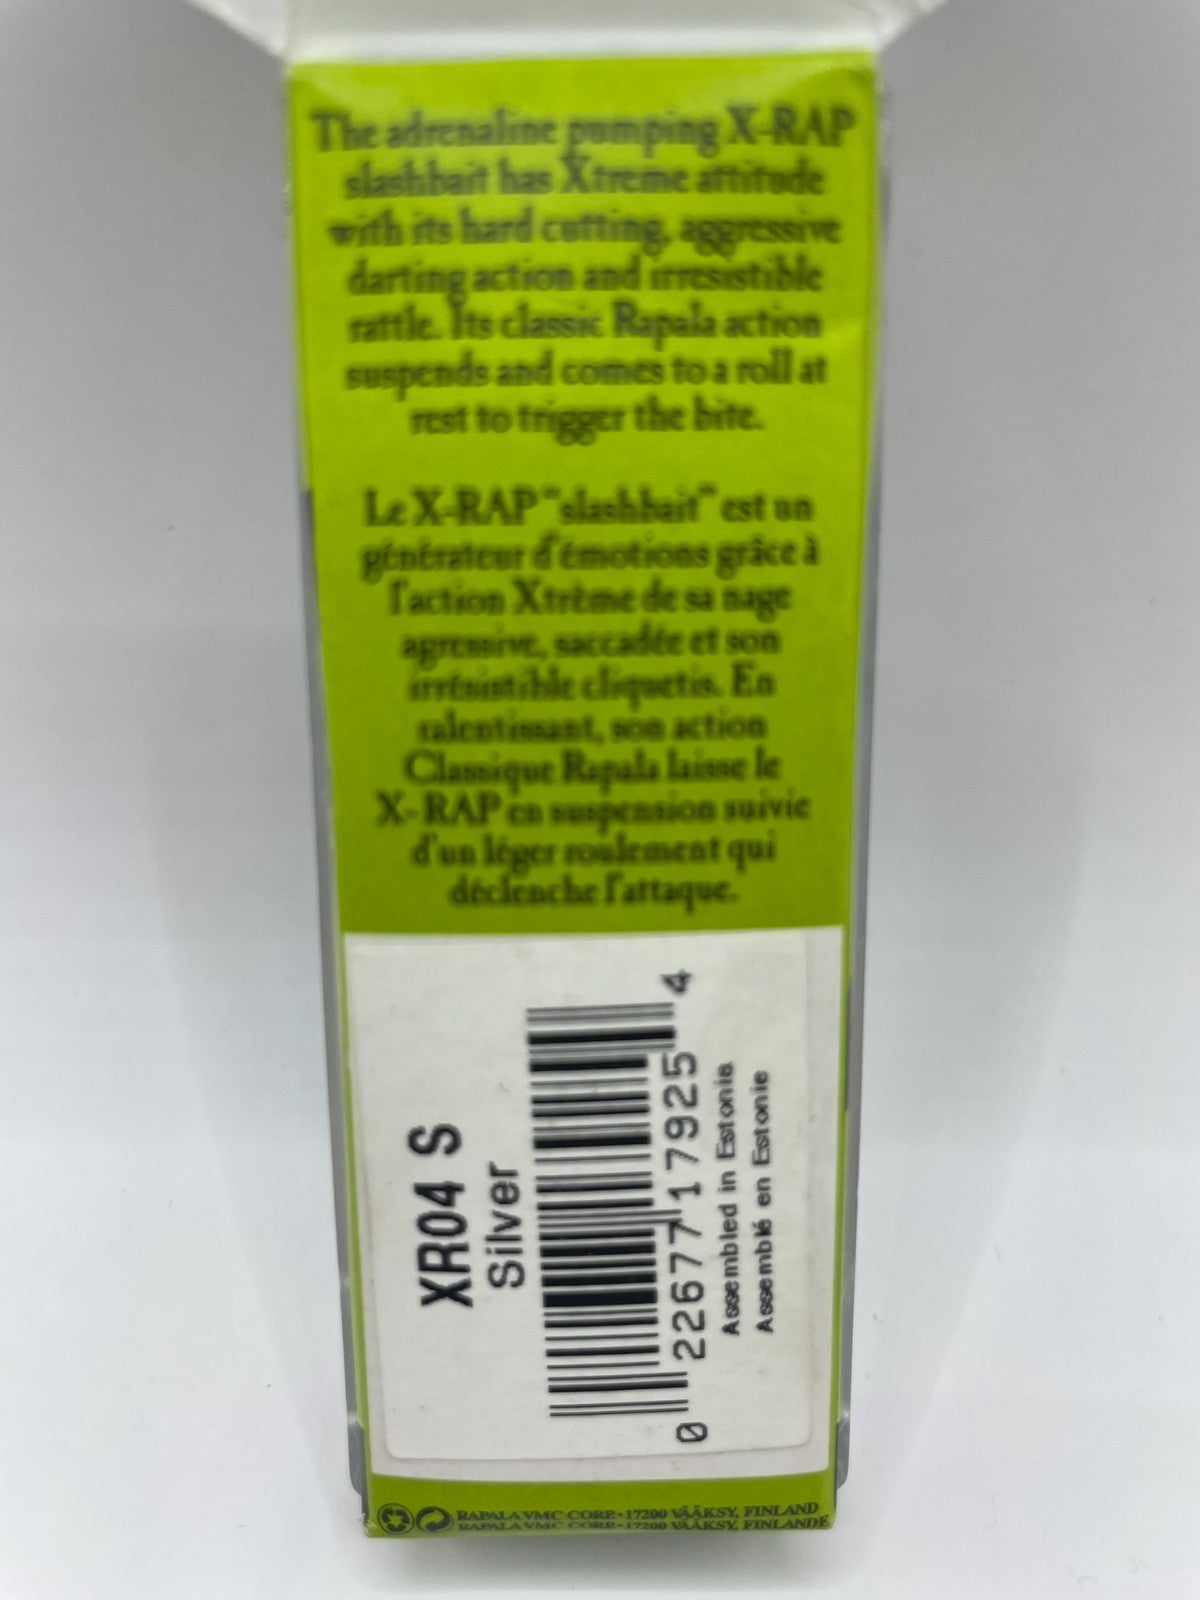 The adrenaline pumping X-RAP
slashbait has Xtreme attitude
with its hard cutting, aggressive
darting action and irresistible
rattle. Its classic Rapala action
suspends and comes to a roll at
rest to trigger the bite.
Le X-RAP "slashbait" est un
générateur d'émotions grâce à
l'action Xtrème de sa nage
agressive, saccadée et son
irrésistible cliquetis. En
ralentissant, son action
Classique Rapala laisse le
X-RAP en suspension suivie
d'un léger roulement qui
déclenche l'attaque.
XR04 S
Silver
0 22677 17925 4
Assembled in Estonia
Assemblé en Estonie
RAPALA VMC CORP. - 17200 VÄÄKSY, FINLAND
RAPALA VMC CORP. - 17200 VÄÄKSY, FINLANDE